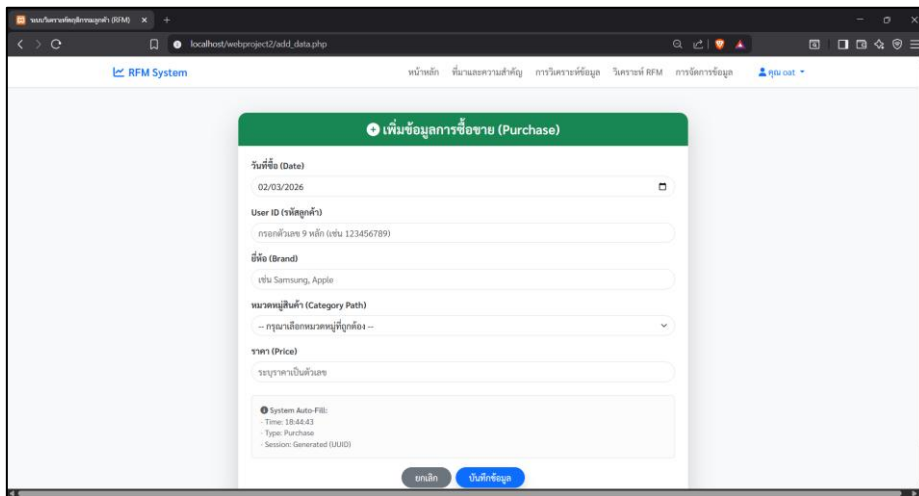 ระบบวิเคราะห์พฤติกรรมลูกค้า (RFM)
localhost/webproject2/add_data.php
RFM System
หน้าหลัก ที่มาและความสำคัญ การวิเคราะห์ข้อมูล วิเคราะห์ RFM การจัดการข้อมูล คุณ oat
เพิ่มข้อมูลการซื้อขาย (Purchase)
วันที่ซื้อ (Date)
02/03/2026
User ID (รหัสลูกค้า)
กรอกตัวเลข 9 หลัก (เช่น 123456789)
ยี่ห้อ (Brand)
เช่น Samsung, Apple
หมวดหมู่สินค้า (Category Path)
-- กรุณาเลือกหมวดหมู่ที่ถูกต้อง --
ราคา (Price)
ระบุราคาเป็นตัวเลข
System Auto-Fill:
- Time: 18:44:43
- Type: Purchase
- Session: Generated (UUID)
ยกเลิก บันทึกข้อมูล